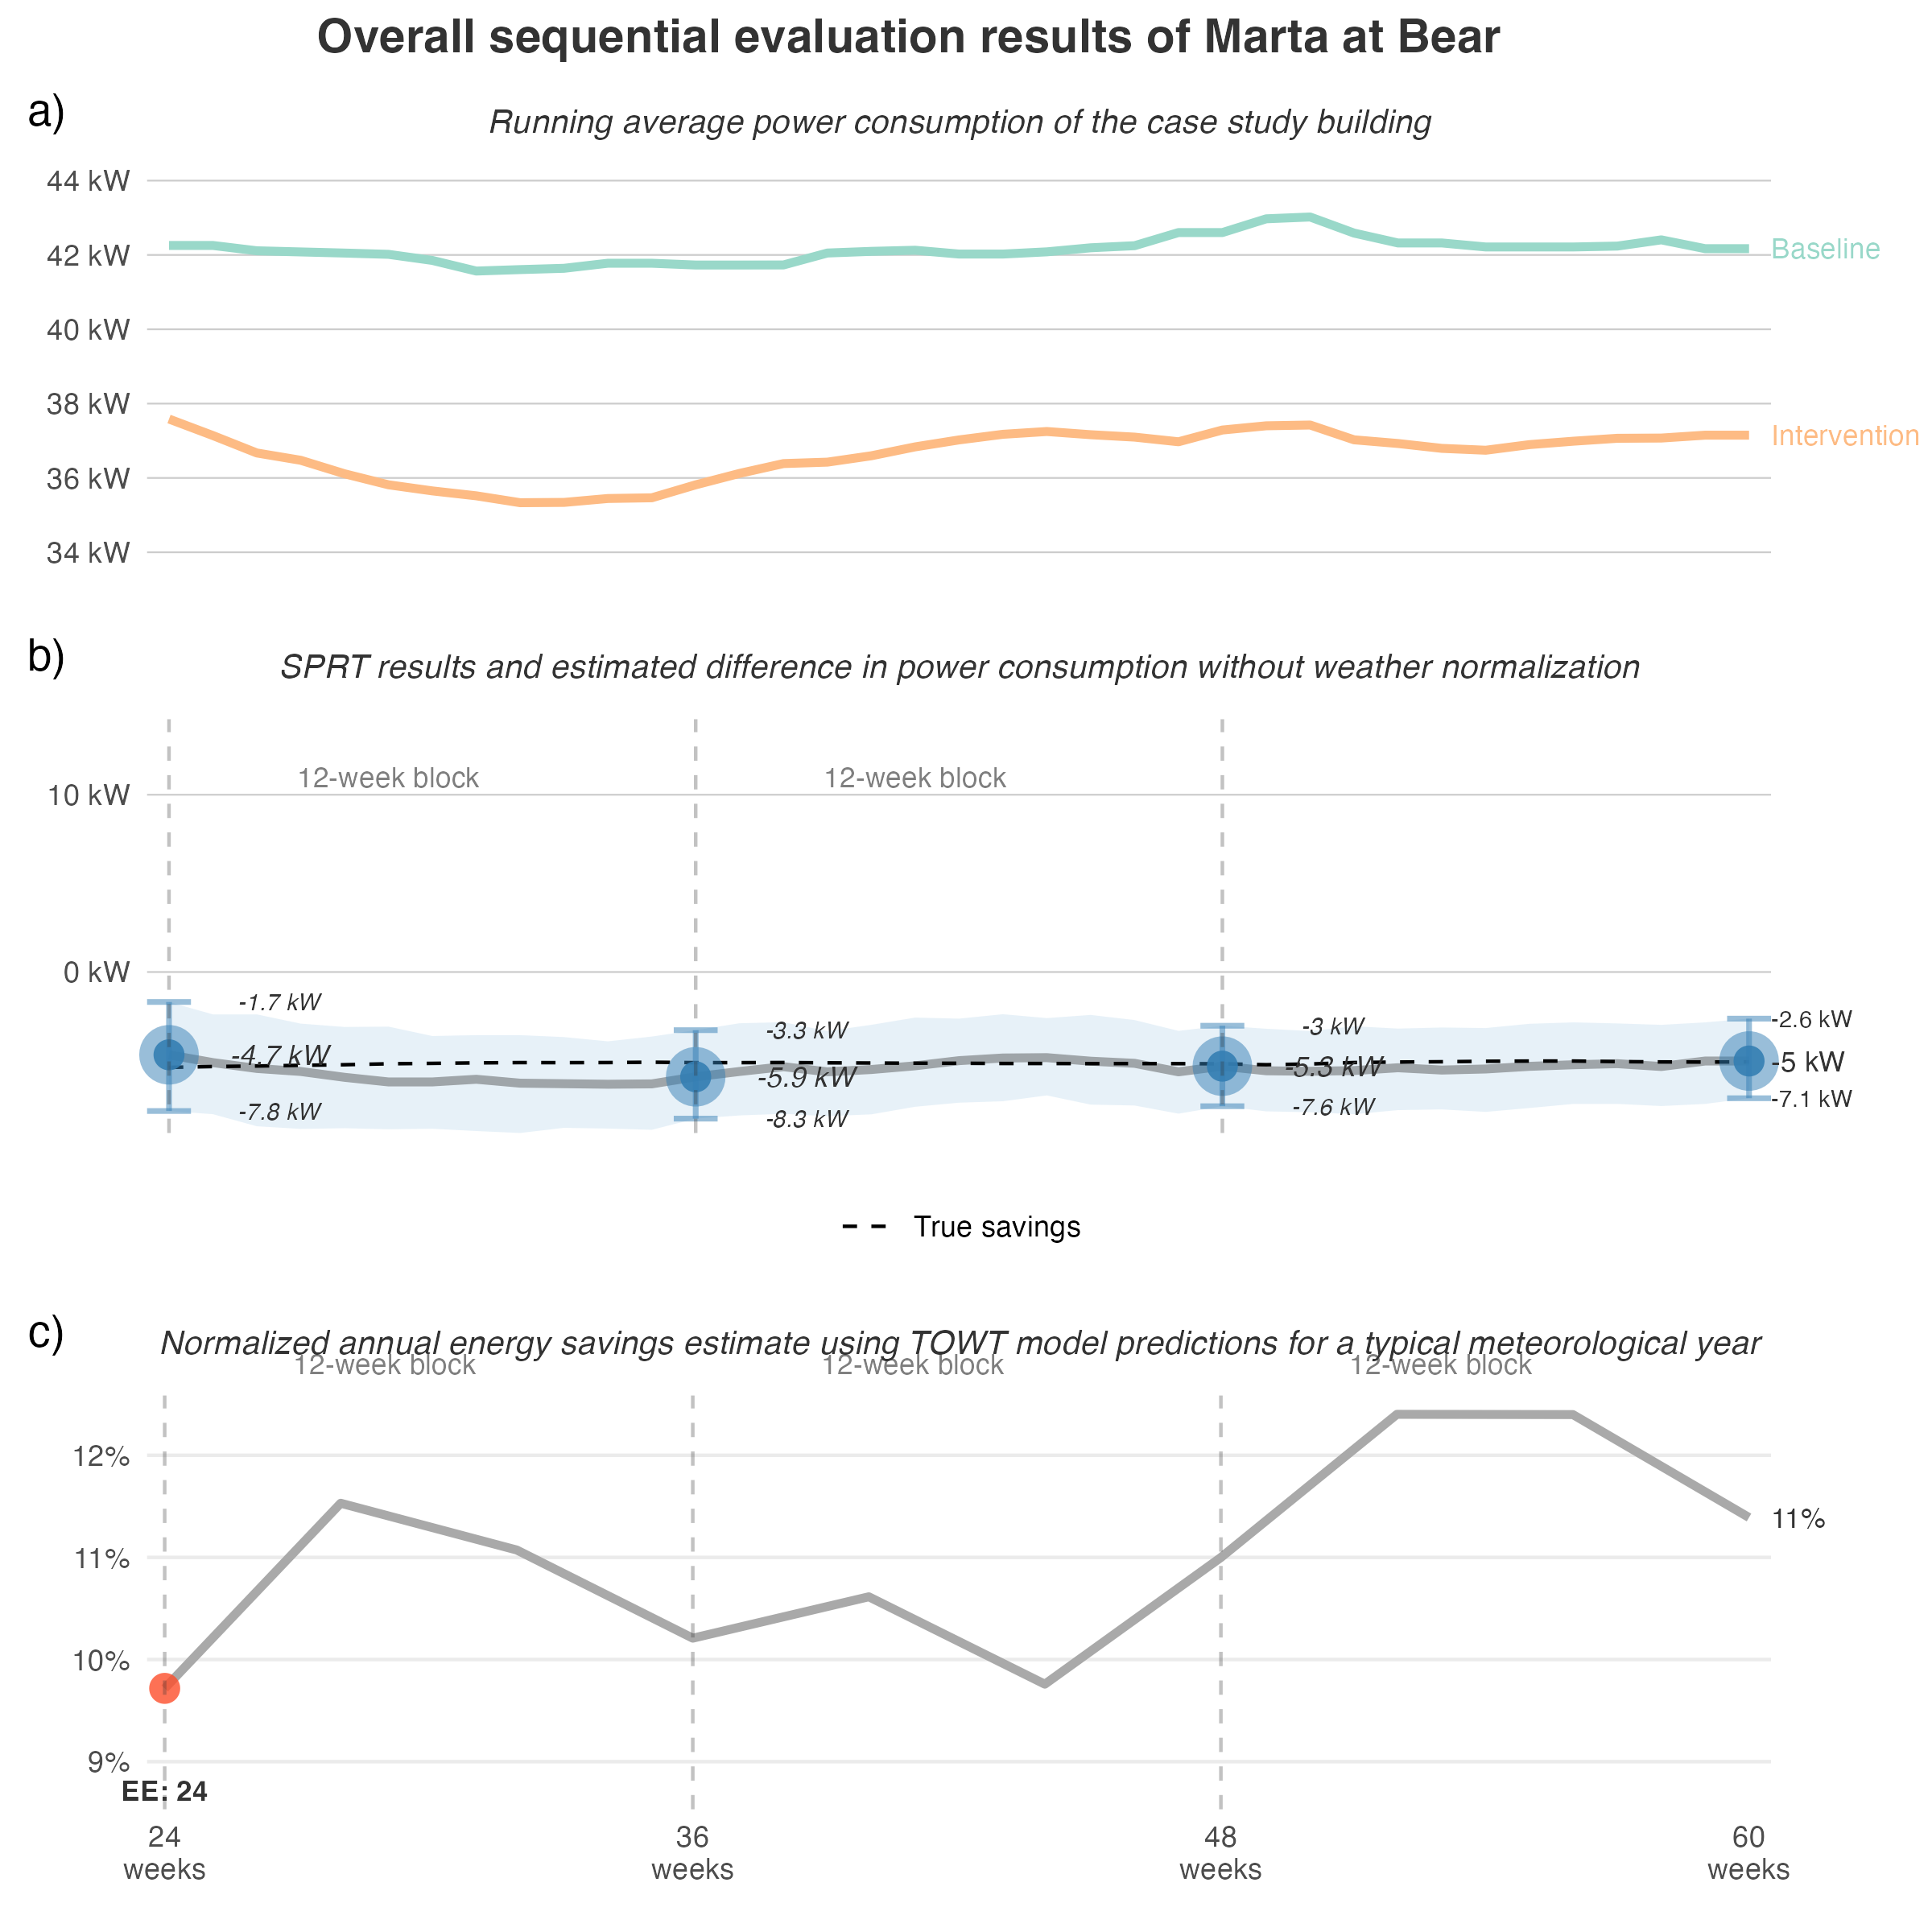 Overall sequential evaluation results of Marta at Bear
a)
Running average power consumption of the case study building
44 kW
42 kW
40 kW
38 kW
36 kW
34 kW
Baseline
Intervention
b)
SPRT results and estimated difference in power consumption without weather normalization
12-week block
12-week block
10 kW
0 kW
-1.7 kW
-4.7 kW
-7.8 kW
-3.3 kW
-5.9 kW
-8.3 kW
-3 kW
-5.3 kW
-7.6 kW
-2.6 kW
-5 kW
-7.1 kW
True savings
c)
Normalized annual energy savings estimate using TOWT model predictions for a typical meteorological year
12-week block
12-week block
12-week block
12%
11%
10%
9%
11%
EE: 24
24
weeks
36
weeks
48
weeks
60
weeks